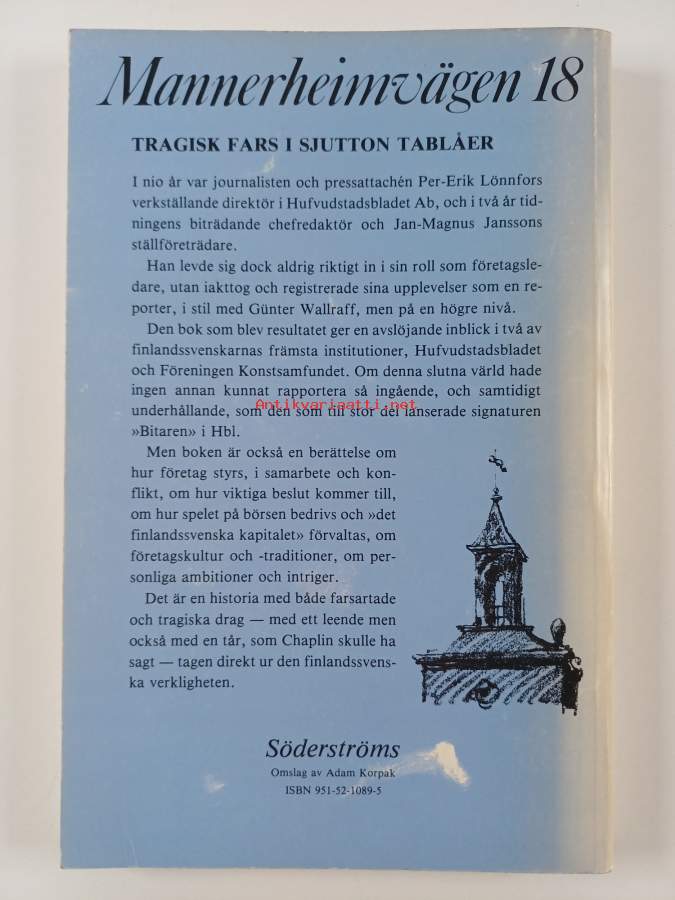 Mannerheimvägen 18
TRAGISK FARS I SJUTTON TABLÅER
I nio år var journalisten och pressattachén Per-Erik Lönnfors
verkställande direktör i Hufvudstadsbladet Ab, och i två år tid-
ningens biträdande chefredaktör och Jan-Magnus Janssons
ställföreträdare.
Han levde sig dock aldrig riktigt in i sin roll som företagsle-
dare, utan iakttog och registrerade sina upplevelser som en re-
porter, i stil med Günter Wallraff, men på en högre nivå.
Den bok som blev resultatet ger en avslöjande inblick i två av
finlandssvenskarnas främsta institutioner, Hufvudstadsbladet
och Föreningen Konstsamfundet. Om denna slutna värld hade
ingen annan kunnat rapportera så ingående, och samtidigt
Antikvariaatti.net
underhållande, som den som till stor del lanserade signaturen
»Bitaren» i Hbl.
Men boken är också en berättelse om
hur företag styrs, i samarbete och kon-
flikt, om hur viktiga beslut kommer till,
om hur spelet på börsen bedrivs och »det
finlandssvenska kapitalet» förvaltas, om
företagskultur och -traditioner, om per-
sonliga ambitioner och intriger.
Det är en historia med både farsartade
och tragiska drag — med ett leende men
också med en tår, som Chaplin skulle ha
sagt — tagen direkt ur den finlandssvens-
ka verkligheten.
Söderströms
Omslag av Adam Korpak
ISBN 951-52-1089-5